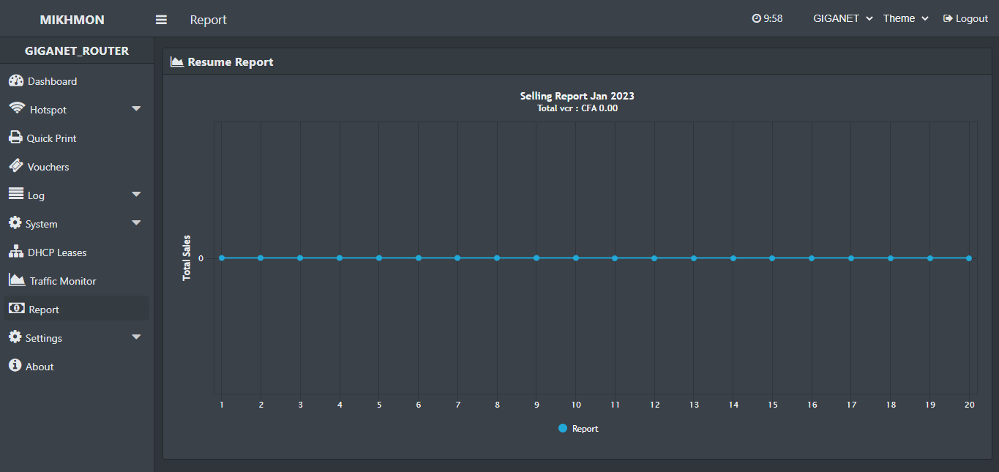 MIKHMON
Report
9:58
GIGANET
Theme
Logout
GIGANET_ROUTER
Dashboard
Hotspot
Quick Print
Vouchers
Log
System
DHCP Leases
Traffic Monitor
Report
Settings
About
Resume Report
Selling Report Jan 2023
Total vcr : CFA 0.00
Total Sales
0
1 2 3 4 5 6 7 8 9 10 11 12 13 14 15 16 17 18 19 20
Report